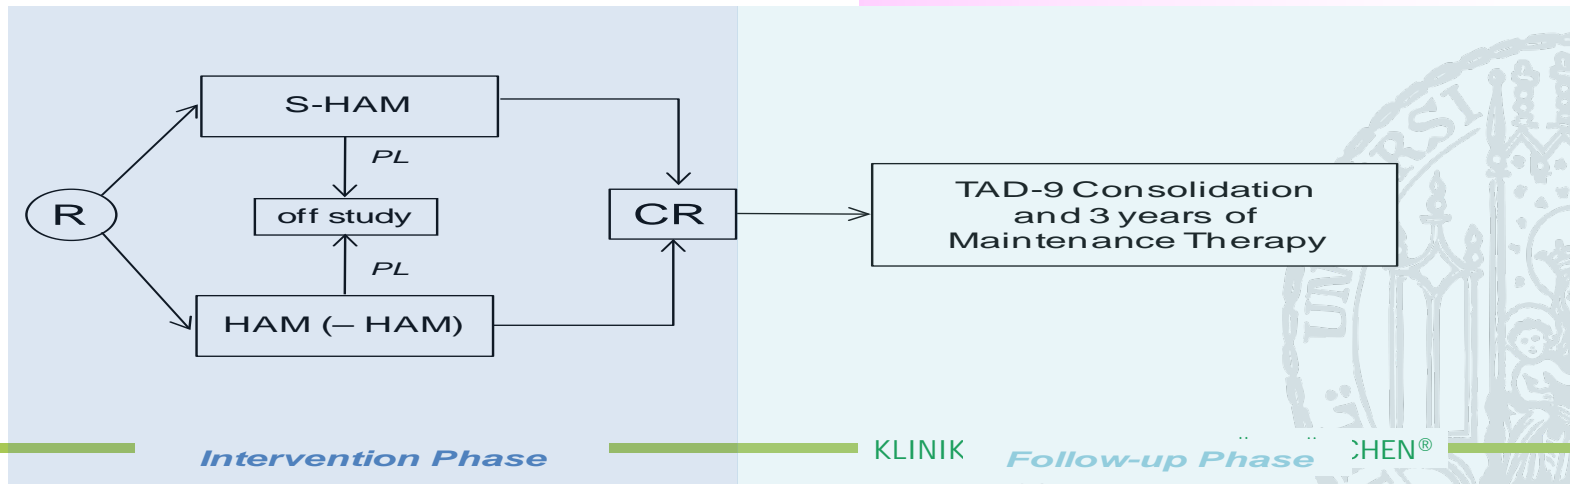 S-HAM
PL
R
off study
CR
TAD-9 Consolidation
and 3 years of
Maintenance Therapy
PL
HAM (– HAM)
Intervention Phase
KLINIK
CHEN®
Follow-up Phase